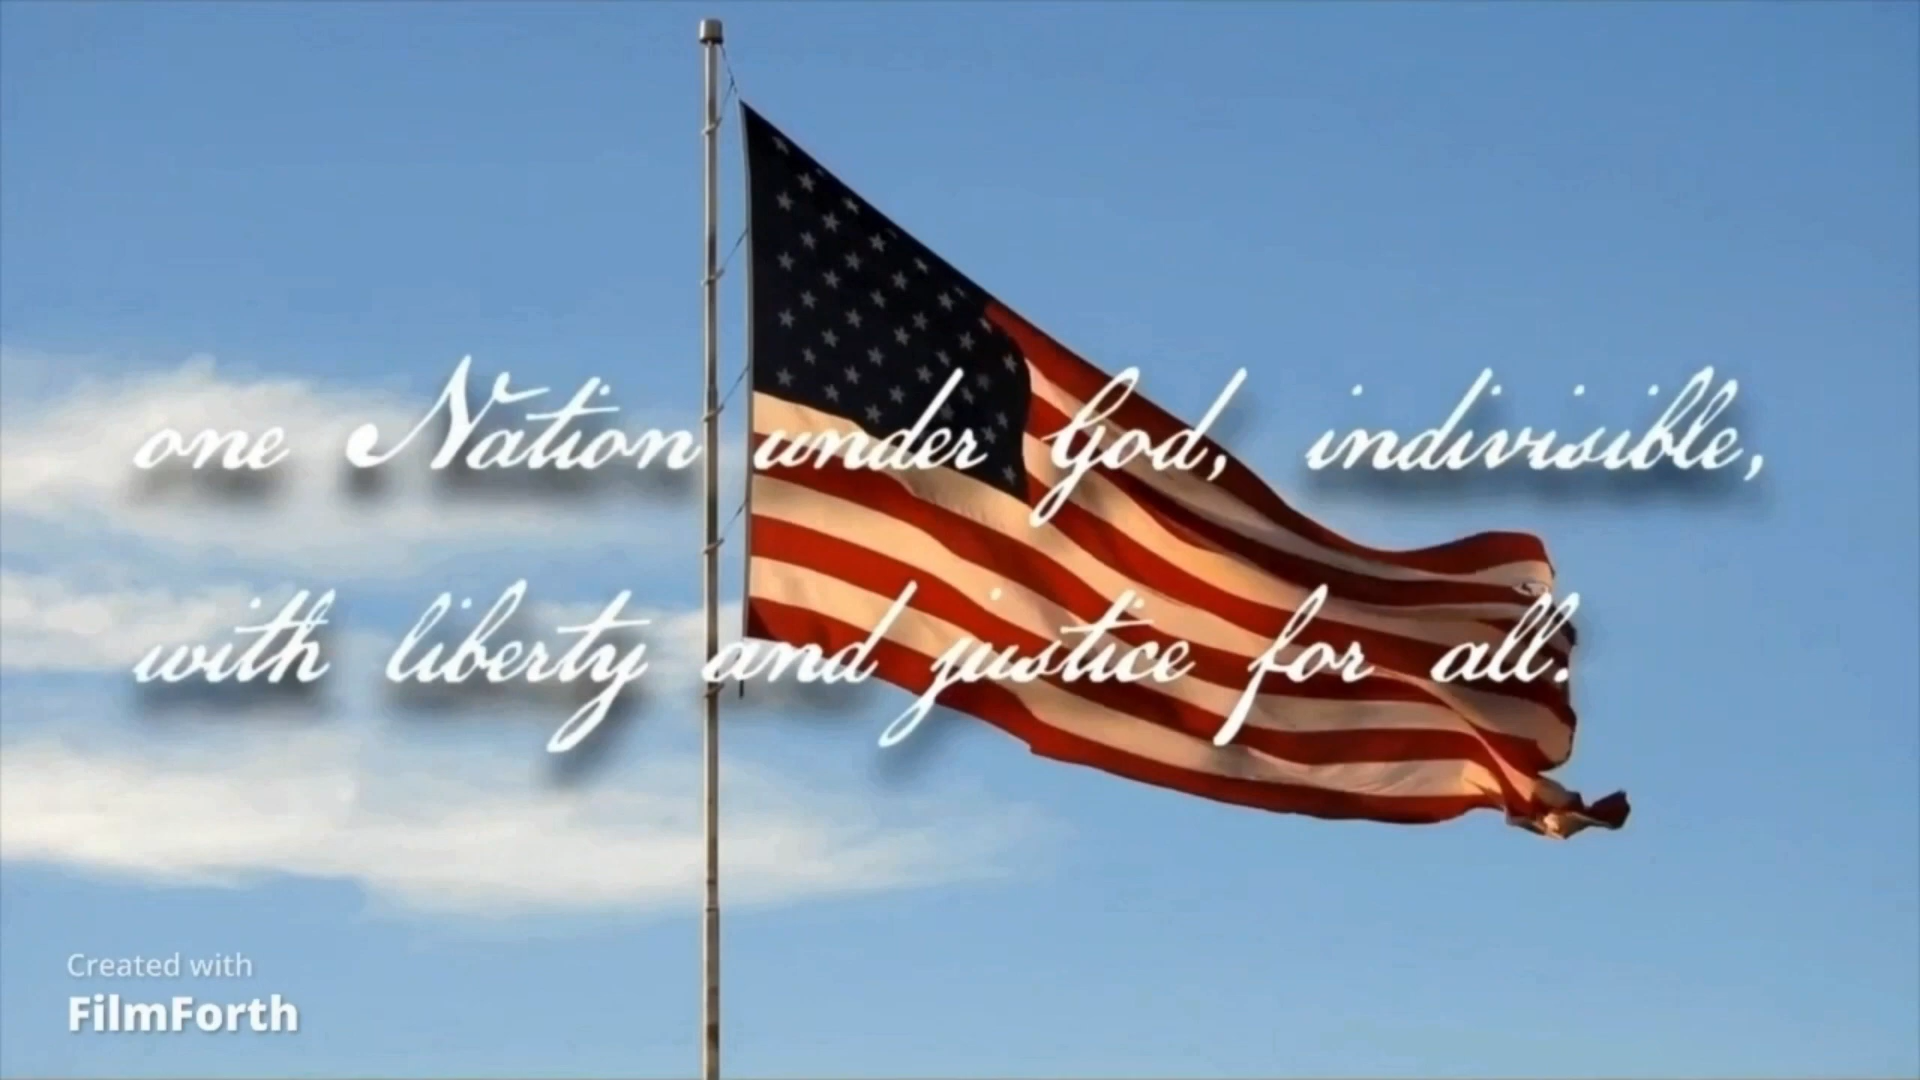 one Nation under God, indivisible,
with liberty and justice for all.
Created with
FilmForth